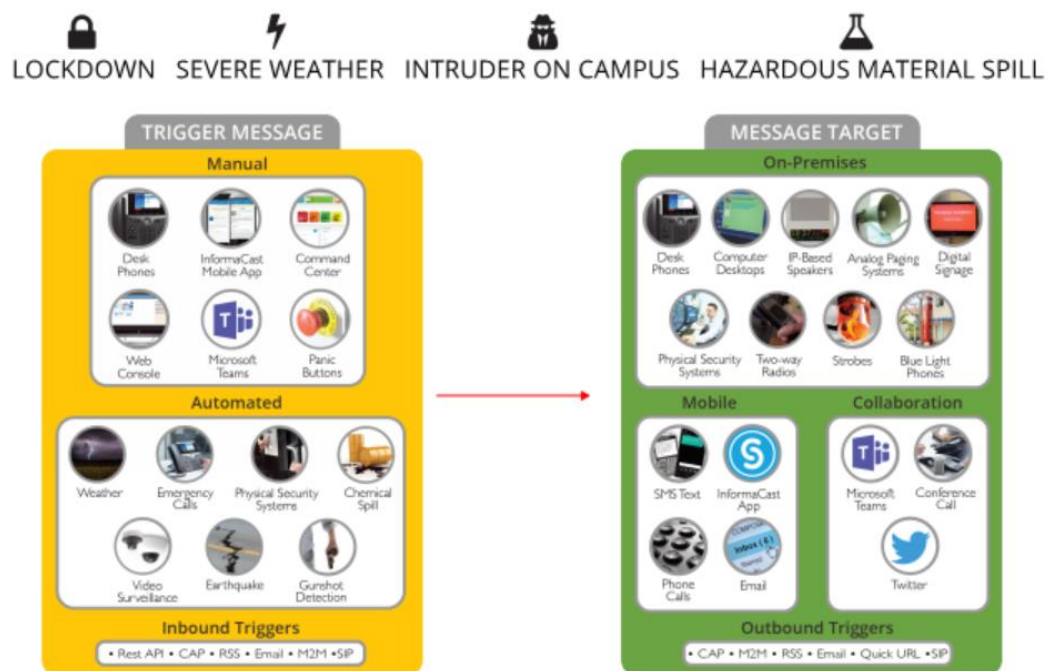 LOCKDOWN SEVERE WEATHER INTRUDER ON CAMPUS HAZARDOUS MATERIAL SPILL
TRIGGER MESSAGE
Manual
Desk Phones
InformaCast Mobile App
Command Center
Web Console
Microsoft Teams
Panic Buttons
Automated
Weather
Emergency Calls
Physical Security Systems
Chemical Spill
Video Surveillance
Earthquake
Gunshot Detection
Inbound Triggers
• Rest API • CAP • RSS • Email • M2M •SIP
MESSAGE TARGET
On-Premises
Desk Phones
Computer Desktops
IP-Based Speakers
Analog Paging Systems
Digital Signage
Physical Security Systems
Two-way Radios
Strobes
Blue Light Phones
Mobile
SMS Text
InformaCast App
Phone Calls
Inbox ( 6 )
Email
Collaboration
Microsoft Teams
Conference Call
Twitter
Outbound Triggers
• CAP • M2M • RSS • Email • Quick URL •SIP